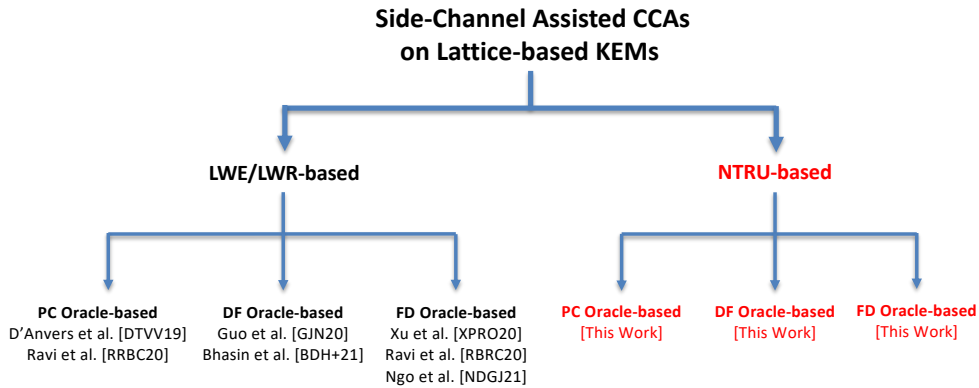 Side-Channel Assisted CCAs
on Lattice-based KEMs
LWE/LWR-based
NTRU-based
PC Oracle-based
D'Anvers et al. [DTVV19]
Ravi et al. [RRBC20]
DF Oracle-based
Guo et al. [GJN20]
Bhasin et al. [BDH+21]
FD Oracle-based
Xu et al. [XPRO20]
Ravi et al. [RBRC20]
Ngo et al. [NDGJ21]
PC Oracle-based
[This Work]
DF Oracle-based
[This Work]
FD Oracle-based
[This Work]